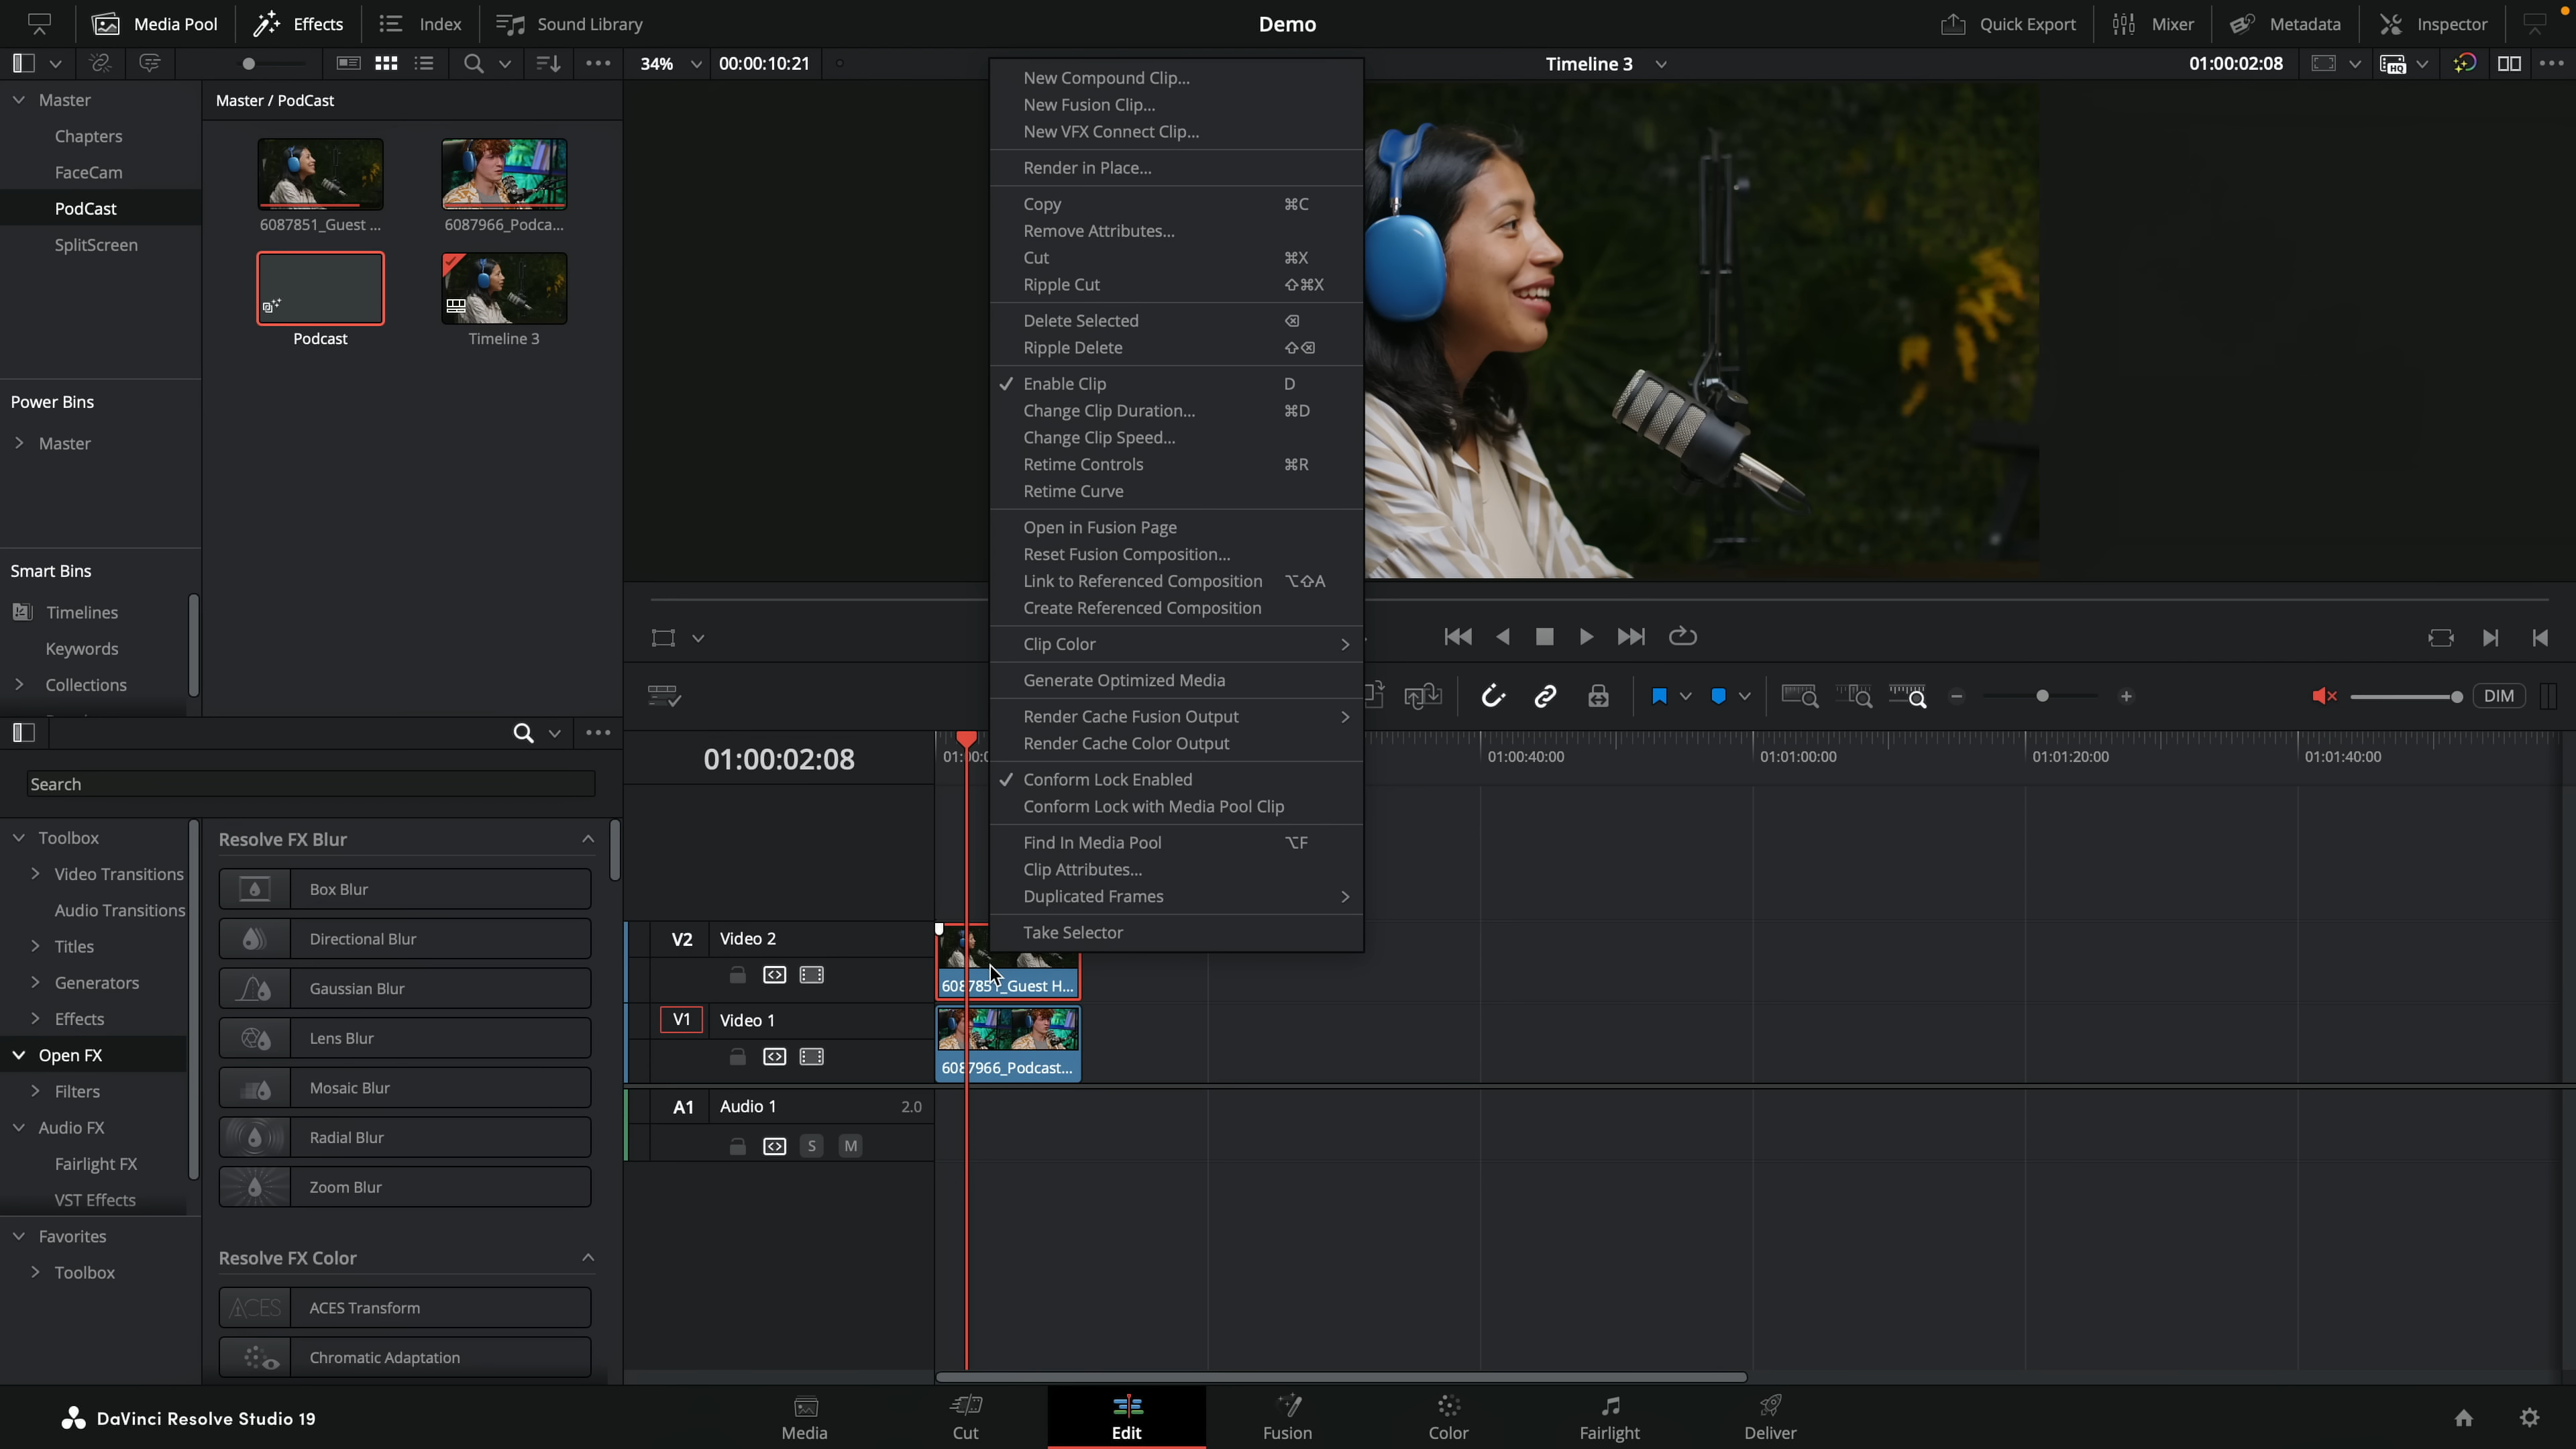 Media Pool Effects Index Sound Library Demo Quick Export Mixer Metadata Inspector
34% 00:00:10:21 Timeline 3 01:00:02:08
Master
Chapters
FaceCam
PodCast
SplitScreen
Power Bins
Master
Smart Bins
Timelines
Keywords
Collections
Master / PodCast
6087851_Guest ... 6087966_Podca...
Podcast Timeline 3
New Compound Clip...
New Fusion Clip...
New VFX Connect Clip...
Render in Place...
Copy ⌘C
Remove Attributes...
Cut ⌘X
Ripple Cut ⇧⌘X
Delete Selected ⌫
Ripple Delete ⇧⌫
✓ Enable Clip D
Change Clip Duration... ⌘D
Change Clip Speed...
Retime Controls ⌘R
Retime Curve
Open in Fusion Page
Reset Fusion Composition...
Link to Referenced Composition ⌥⇧A
Create Referenced Composition
Clip Color
Generate Optimized Media
Render Cache Fusion Output
Render Cache Color Output
✓ Conform Lock Enabled
Conform Lock with Media Pool Clip
Find In Media Pool ⌥F
Clip Attributes...
Duplicated Frames
Take Selector
DIM
Search
Toolbox
Video Transitions
Audio Transitions
Titles
Generators
Effects
Open FX
Filters
Audio FX
Fairlight FX
VST Effects
Favorites
Toolbox
Resolve FX Blur
Box Blur
Directional Blur
Gaussian Blur
Lens Blur
Mosaic Blur
Radial Blur
Zoom Blur
Resolve FX Color
ACES ACES Transform
Chromatic Adaptation
01:00:02:08
01:00:40:00 01:01:00:00 01:01:20:00 01:01:40:00
V2 Video 2
6087851_Guest H...
V1 Video 1
6087966_Podcast...
A1 Audio 1 2.0
S M
DaVinci Resolve Studio 19
Media Cut Edit Fusion Color Fairlight Deliver